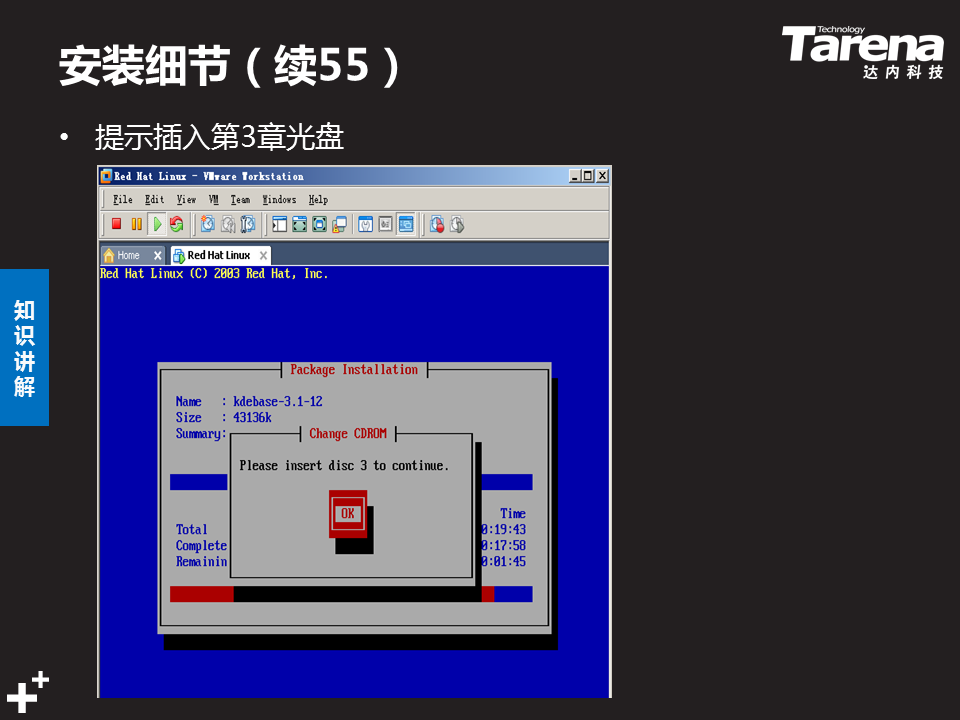 安装细节（续55）
Technology
Tarena
达内科技
• 提示插入第3章光盘
知识讲解
Red Hat Linux - VMware Workstation
File Edit View VM Team Windows Help
Home Red Hat Linux
Red Hat Linux (C) 2003 Red Hat, Inc.
Package Installation
Name : kdebase-3.1-12
Size : 43136k
Summary:
Change CDROM
Please insert disc 3 to continue.
OK
Time
Total 0:19:43
Complete 0:17:58
Remainin 0:01:45